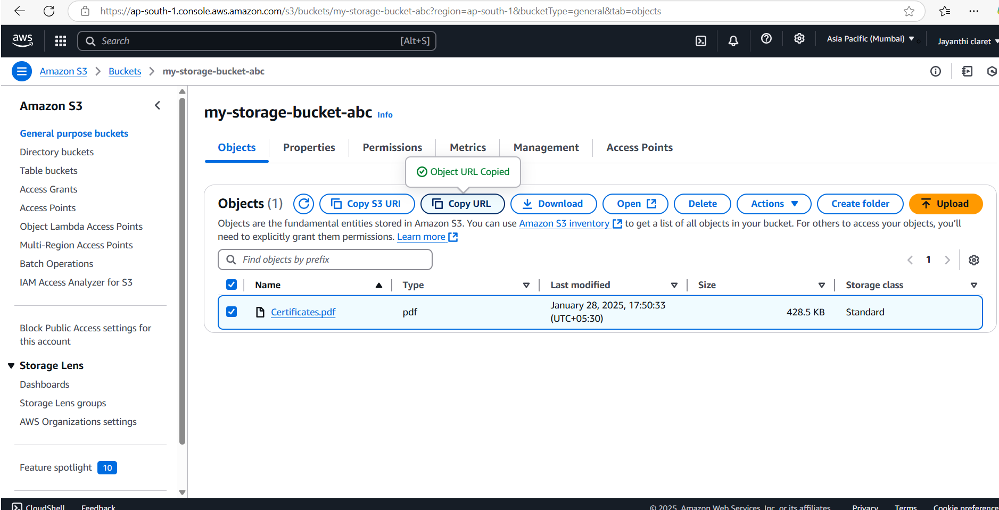 https://ap-south-1.console.aws.amazon.com/s3/buckets/my-storage-bucket-abc?region=ap-south-1&bucketType=general&tab=objects
aws
Search
[Alt+S]
Asia Pacific (Mumbai)
Jayanthi claret
Amazon S3
Buckets
my-storage-bucket-abc
Amazon S3
General purpose buckets
Directory buckets
Table buckets
Access Grants
Access Points
Object Lambda Access Points
Multi-Region Access Points
Batch Operations
IAM Access Analyzer for S3
Block Public Access settings for
this account
Storage Lens
Dashboards
Storage Lens groups
AWS Organizations settings
Feature spotlight 10
my-storage-bucket-abc Info
Objects
Properties
Permissions
Metrics
Management
Access Points
Object URL Copied
Objects (1)
Copy S3 URI
Copy URL
Download
Open
Delete
Actions
Create folder
Upload
Objects are the fundamental entities stored in Amazon S3. You can use Amazon S3 inventory to get a list of all objects in your bucket. For others to access your objects, you'll
need to explicitly grant them permissions. Learn more
Find objects by prefix
1
Name
Type
Last modified
Size
Storage class
Certificates.pdf
pdf
January 28, 2025, 17:50:33
(UTC+05:30)
428.5 KB
Standard
CloudShell
Feedback
© 2025, Amazon Web Services, Inc. or its affiliates.
Privacy
Terms
Cookie preference